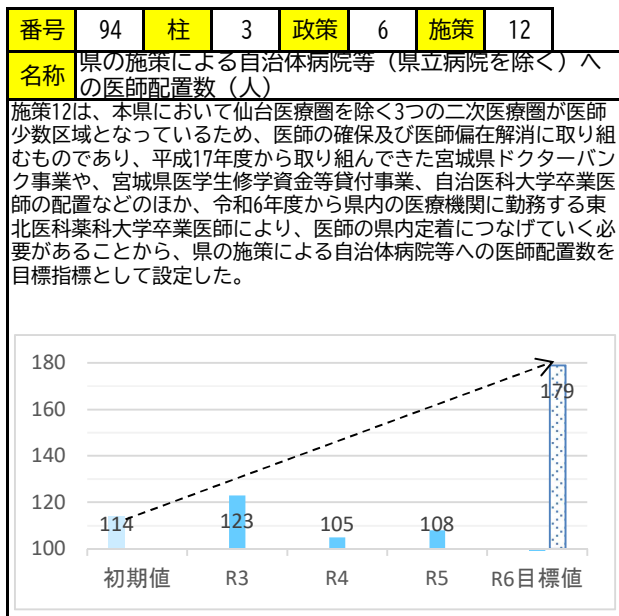 番号 94 柱 3 政策 6 施策 12
名称 県の施策による自治体病院等（県立病院を除く）へ
の医師配置数（人）
施策12は、本県において仙台医療圏を除く3つの二次医療圏が医師
少数区域となっているため、医師の確保及び医師偏在解消に取り組
むものであり、平成17年度から取り組んできた宮城県ドクターバン
ク事業や、宮城県医学生修学資金等貸付事業、自治医科大学卒業医
師の配置などのほか、令和6年度から県内の医療機関に勤務する東
北医科薬科大学卒業医師により、医師の県内定着につなげていく必
要があることから、県の施策による自治体病院等への医師配置数を
目標指標として設定した。
180
179
160
140
120
114 123 105 108
100
初期値 R3 R4 R5 R6目標値